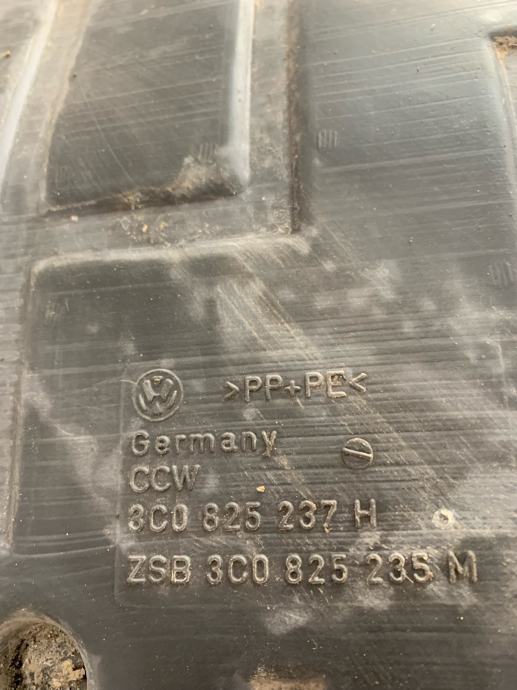 >PP+PE<
Germany
CCW
3C0 825 237 H
ZSB 3C0 825 235 M